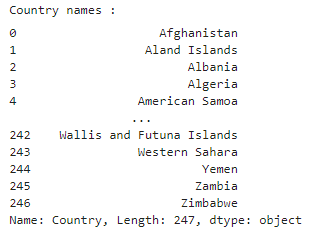 Country names :
0 Afghanistan
1 Aland Islands
2 Albania
3 Algeria
4 American Samoa
...
242 Wallis and Futuna Islands
243 Western Sahara
244 Yemen
245 Zambia
246 Zimbabwe
Name: Country, Length: 247, dtype: object